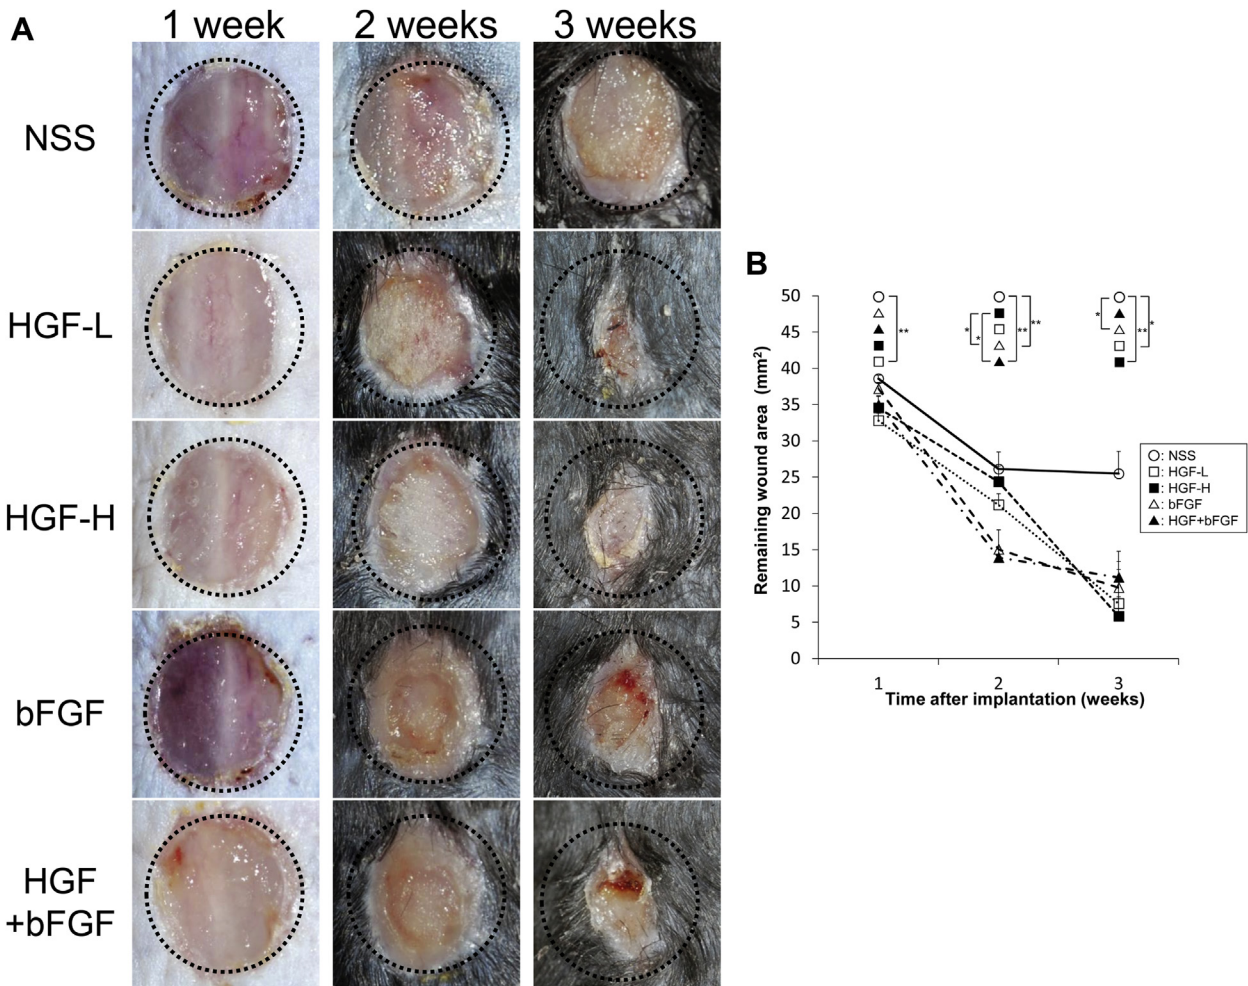 A
1 week
2 weeks
3 weeks
NSS
HGF-L
HGF-H
bFGF
HGF
+bFGF
B
50
45
40
35
30
25
20
15
10
5
0
Remaining wound area (mm²)
**
*
*
**
**
*
**
*
1
2
3
Time after implantation (weeks)
○: NSS
□: HGF-L
■: HGF-H
△: bFGF
▲: HGF+bFGF